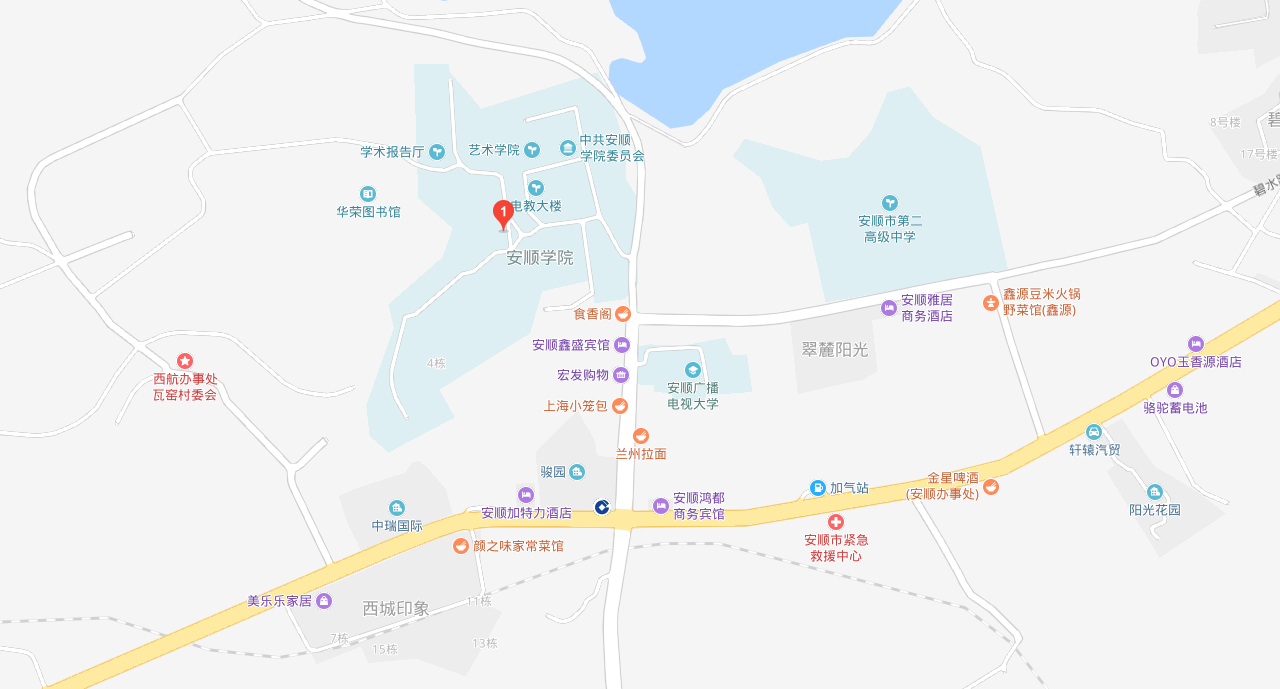 8号楼
碧
17号楼
碧水路
学术报告厅
艺术学院
中共安顺
学院委员会
华荣图书馆
电教大楼
1
安顺学院
安顺市第二
高级中学
食香阁
安顺雅居
商务酒店
鑫源豆米火锅
野菜馆(鑫源)
安顺鑫盛宾馆
翠麓阳光
4栋
OYO玉香源酒店
西航办事处
瓦窑村委会
宏发购物
安顺广播
电视大学
上海小笼包
骆驼蓄电池
兰州拉面
轩辕汽贸
骏园
金星啤酒
(安顺办事处)
加气站
安顺加特力酒店
安顺鸿都
商务宾馆
中瑞国际
阳光花园
颜之味家常菜馆
安顺市紧急
救援中心
美乐乐家居
西城印象
11栋
7栋
15栋
13栋